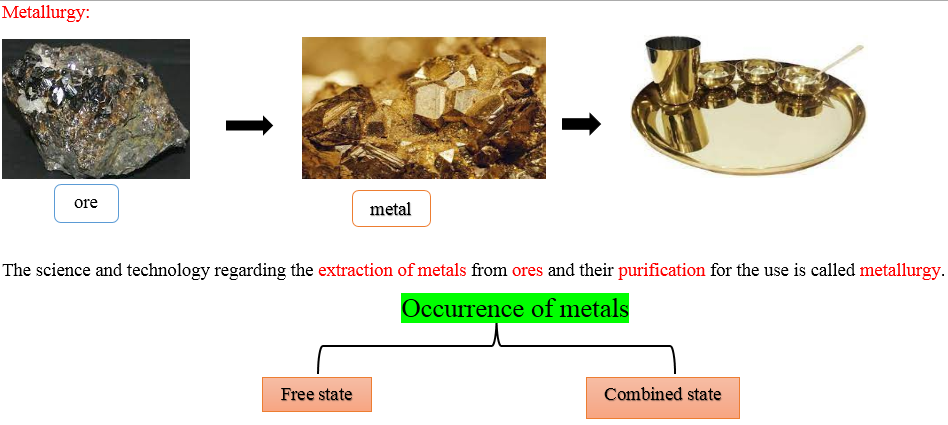 Metallurgy:
ore
metal
The science and technology regarding the extraction of metals from ores and their purification for the use is called metallurgy.
Occurrence of metals
Free state
Combined state